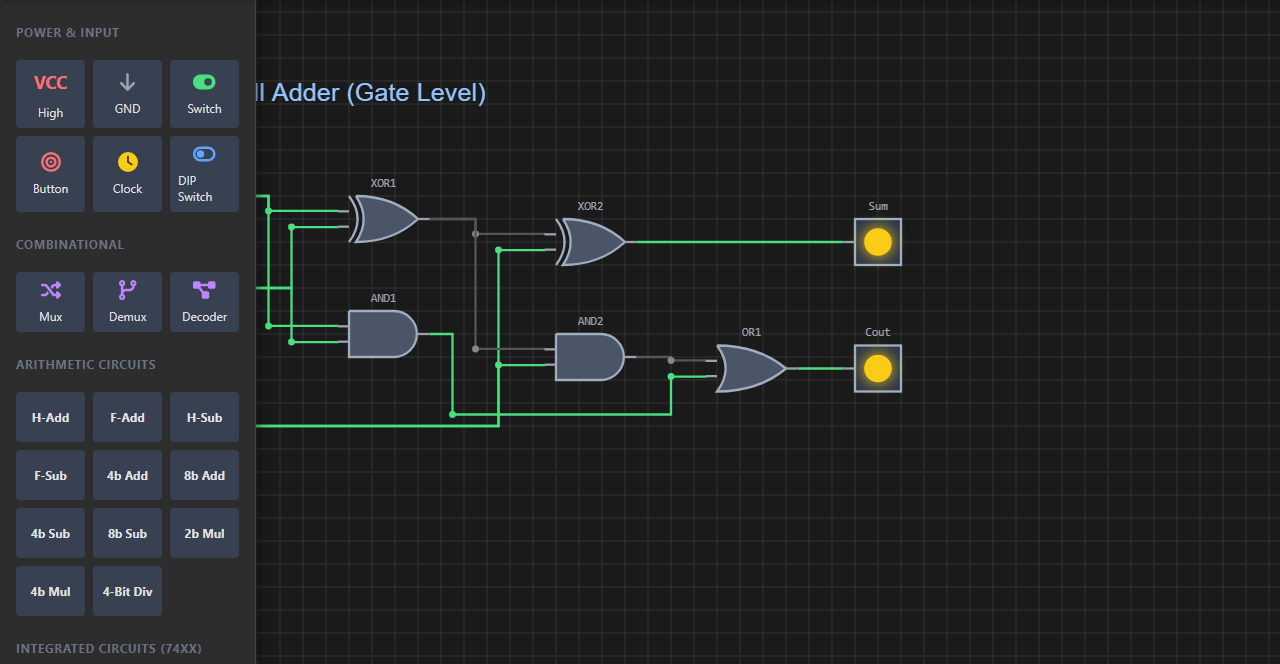 POWER & INPUT
VCC
High
GND
Switch
Button
Clock
DIP
Switch
COMBINATIONAL
Mux
Demux
Decoder
ARITHMETIC CIRCUITS
H-Add
F-Add
H-Sub
F-Sub
4b Add
8b Add
4b Sub
8b Sub
2b Mul
4b Mul
4-Bit Div
INTEGRATED CIRCUITS (74XX)
ll Adder (Gate Level)
XOR1
XOR2
Sum
AND1
AND2
OR1
Cout